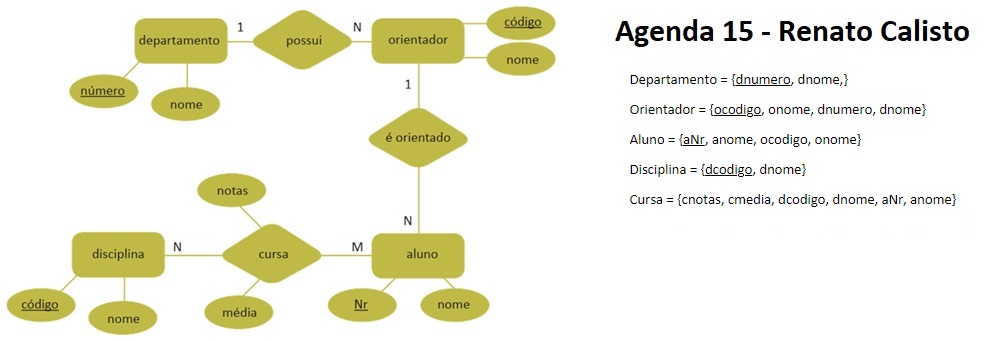 departamento
1
possui
N
orientador
código
nome
número
nome
1
é orientado
N
notas
disciplina
N
cursa
M
aluno
código
nome
média
Nr
nome
Agenda 15 - Renato Calisto
Departamento = {dnumero, dnome,}
Orientador = {ocodigo, onome, dnumero, dnome}
Aluno = {aNr, anome, ocodigo, onome}
Disciplina = {dcodigo, dnome}
Cursa = {cnotas, cmedia, dcodigo, dnome, aNr, anome}